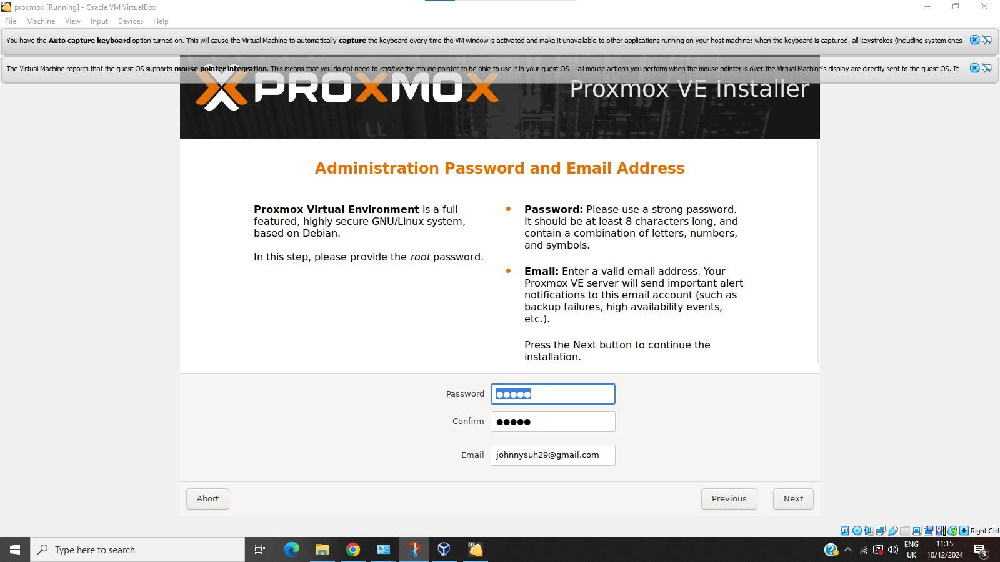 proxmox [Running] - Oracle VM VirtualBox
File Machine View Input Devices Help
You have the Auto capture keyboard option turned on. This will cause the Virtual Machine to automatically capture the keyboard every time the VM window is activated and make it unavailable to other applications running on your host machine: when the keyboard is captured, all keystrokes (including system ones
The Virtual Machine reports that the guest OS supports mouse pointer integration. This means that you do not need to capture the mouse pointer to be able to use it in your guest OS -- all mouse actions you perform when the mouse pointer is over the Virtual Machine's display are directly sent to the guest OS. If
PROXMOX
Proxmox VE Installer
Administration Password and Email Address
Proxmox Virtual Environment is a full
featured, highly secure GNU/Linux system,
based on Debian.
In this step, please provide the root password.
Password: Please use a strong password.
It should be at least 8 characters long, and
contain a combination of letters, numbers,
and symbols.
Email: Enter a valid email address. Your
Proxmox VE server will send important alert
notifications to this email account (such as
backup failures, high availability events,
etc.).
Press the Next button to continue the
installation.
Password ●●●●●
Confirm ●●●●●
Email johnnysuh29@gmail.com
Abort Previous Next
Right Ctrl
Type here to search
ENG
UK
11:15
10/12/2024
3